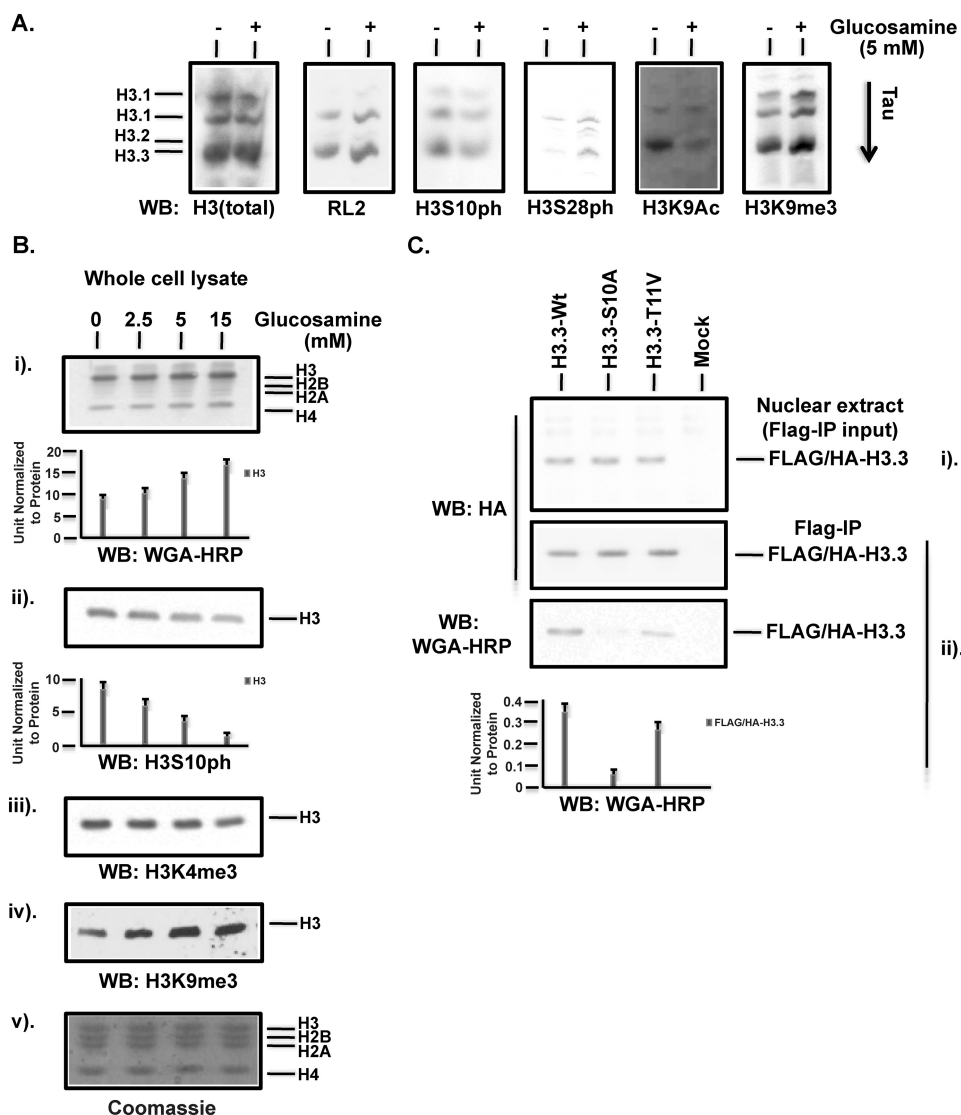 A.
- + - + - + - + - + - + Glucosamine
(5 mM)
H3.1
H3.1
H3.2
H3.3
Tau
WB: H3(total) RL2 H3S10ph H3S28ph H3K9Ac H3K9me3
B.
Whole cell lysate
0 2.5 5 15 Glucosamine
(mM)
i).
H3
H2B
H2A
H4
Unit Normalized
to Protein
20
15
10
5
0
H3
WB: WGA-HRP
ii).
H3
Unit Normalized
to Protein
10
5
0
H3
WB: H3S10ph
iii).
H3
WB: H3K4me3
iv).
H3
WB: H3K9me3
v).
H3
H2B
H2A
H4
Coomassie
C.
H3.3-Wt
H3.3-S10A
H3.3-T11V
Mock
Nuclear extract
(Flag-IP input)
FLAG/HA-H3.3 i).
WB: HA
Flag-IP
FLAG/HA-H3.3
WB:
WGA-HRP
FLAG/HA-H3.3
ii).
Unit Normalized
to Protein
0.4
0.3
0.2
0.1
0
FLAG/HA-H3.3
WB: WGA-HRP